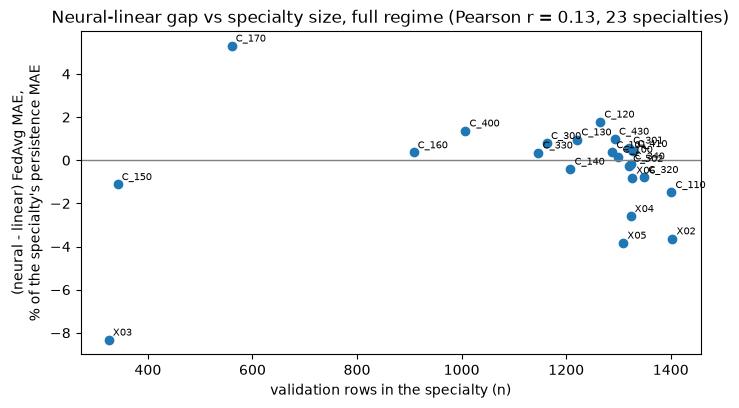 Neural-linear gap vs specialty size, full regime (Pearson r = 0.13, 23 specialties)
(neural - linear) FedAvg MAE,
% of the specialty's persistence MAE
4
2
0
−2
−4
−6
−8
C_170
C_120
C_400
C_430
C_130
C_300
C_301
C_160
C_330
C_140
X06
C_320
C_150
C_110
X04
X05
X02
X03
400
600
800
1000
1200
1400
validation rows in the specialty (n)